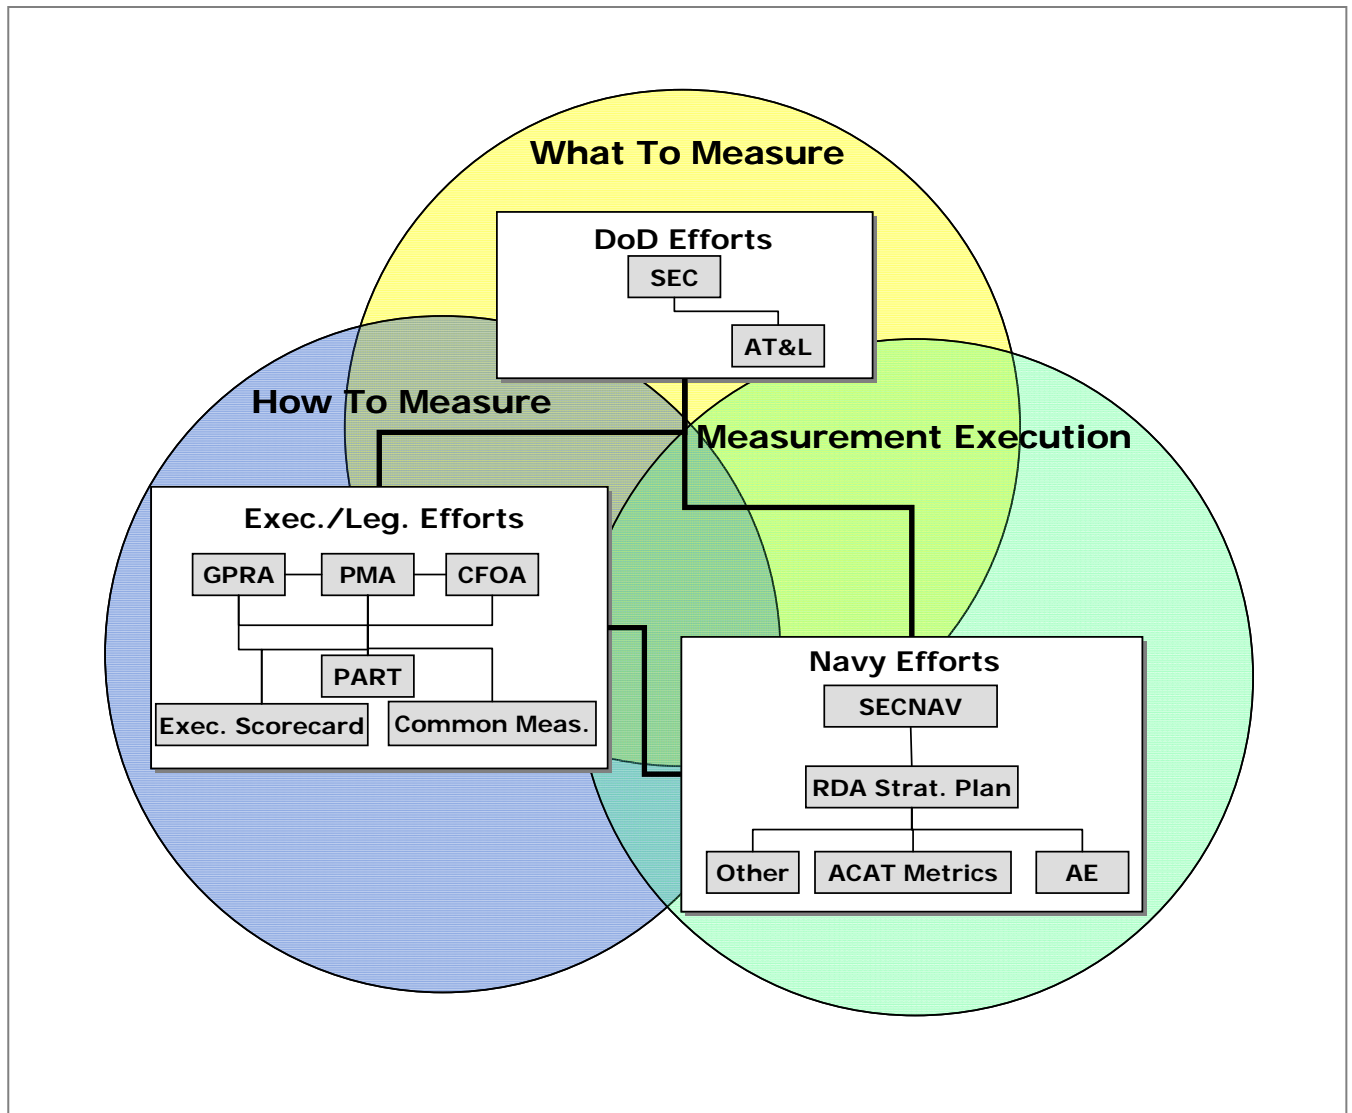 What To Measure
DoD Efforts
SEC
AT&L
How To Measure
Measurement Execution
Exec./Leg. Efforts
GPRA
PMA
CFOA
PART
Exec. Scorecard
Common Meas.
Navy Efforts
SECNAV
RDA Strat. Plan
Other
ACAT Metrics
AE